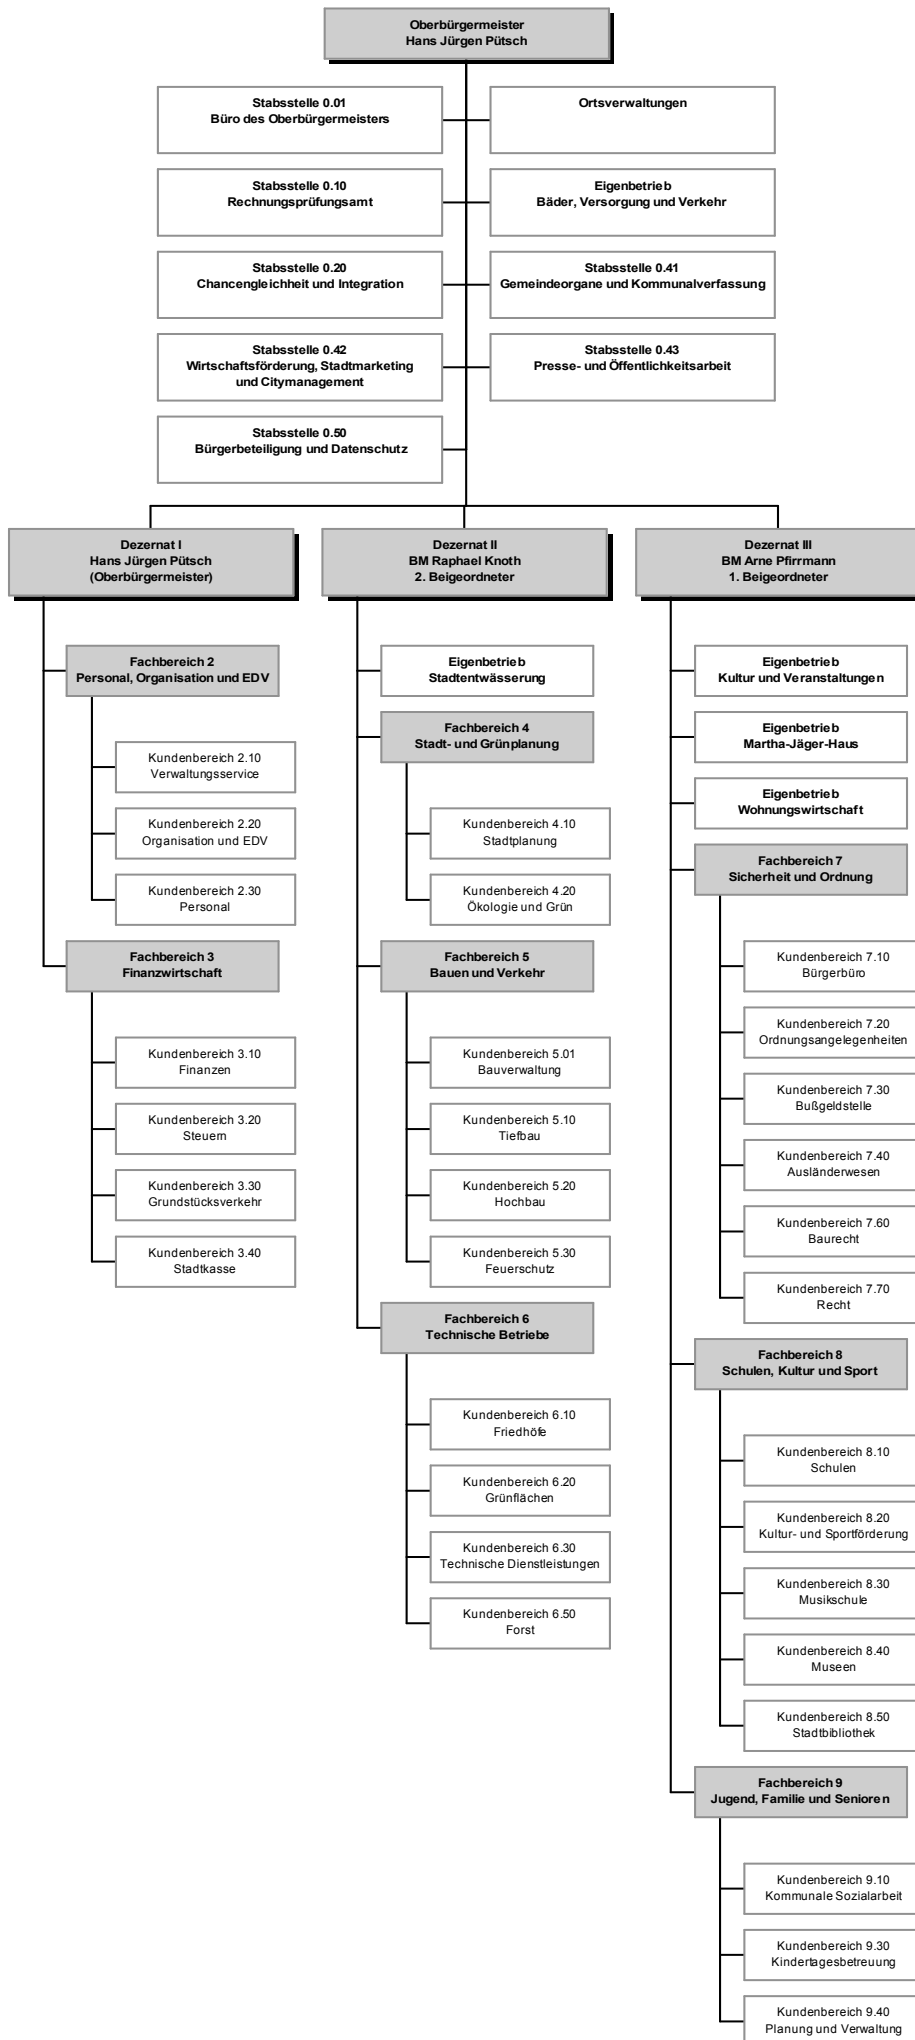 Oberbürgermeister
Hans Jürgen Pütsch
Stabsstelle 0.01
Büro des Oberbürgermeisters
Ortsverwaltungen
Stabsstelle 0.10
Rechnungsprüfungsamt
Eigenbetrieb
Bäder, Versorgung und Verkehr
Stabsstelle 0.20
Chancengleichheit und Integration
Stabsstelle 0.41
Gemeindeorgane und Kommunalverfassung
Stabsstelle 0.42
Wirtschaftsförderung, Stadtmarketing
und Citymanagement
Stabsstelle 0.43
Presse- und Öffentlichkeitsarbeit
Stabsstelle 0.50
Bürgerbeteiligung und Datenschutz
Dezernat I
Hans Jürgen Pütsch
(Oberbürgermeister)
Fachbereich 2
Personal, Organisation und EDV
Kundenbereich 2.10
Verwaltungsservice
Kundenbereich 2.20
Organisation und EDV
Kundenbereich 2.30
Personal
Fachbereich 3
Finanzwirtschaft
Kundenbereich 3.10
Finanzen
Kundenbereich 3.20
Steuern
Kundenbereich 3.30
Grundstücksverkehr
Kundenbereich 3.40
Stadtkasse
Dezernat II
BM Raphael Knoth
2. Beigeordneter
Eigenbetrieb
Stadtentwässerung
Fachbereich 4
Stadt- und Grünplanung
Kundenbereich 4.10
Stadtplanung
Kundenbereich 4.20
Ökologie und Grün
Fachbereich 5
Bauen und Verkehr
Kundenbereich 5.01
Bauverwaltung
Kundenbereich 5.10
Tiefbau
Kundenbereich 5.20
Hochbau
Kundenbereich 5.30
Feuerschutz
Fachbereich 6
Technische Betriebe
Kundenbereich 6.10
Friedhöfe
Kundenbereich 6.20
Grünflächen
Kundenbereich 6.30
Technische Dienstleistungen
Kundenbereich 6.50
Forst
Dezernat III
BM Arne Pfirrmann
1. Beigeordneter
Eigenbetrieb
Kultur und Veranstaltungen
Eigenbetrieb
Martha-Jäger-Haus
Eigenbetrieb
Wohnungswirtschaft
Fachbereich 7
Sicherheit und Ordnung
Kundenbereich 7.10
Bürgerbüro
Kundenbereich 7.20
Ordnungsangelegenheiten
Kundenbereich 7.30
Bußgeldstelle
Kundenbereich 7.40
Ausländerwesen
Kundenbereich 7.60
Baurecht
Kundenbereich 7.70
Recht
Fachbereich 8
Schulen, Kultur und Sport
Kundenbereich 8.10
Schulen
Kundenbereich 8.20
Kultur- und Sportförderung
Kundenbereich 8.30
Musikschule
Kundenbereich 8.40
Museen
Kundenbereich 8.50
Stadtbibliothek
Fachbereich 9
Jugend, Familie und Senioren
Kundenbereich 9.10
Kommunale Sozialarbeit
Kundenbereich 9.30
Kindertagesbetreuung
Kundenbereich 9.40
Planung und Verwaltung